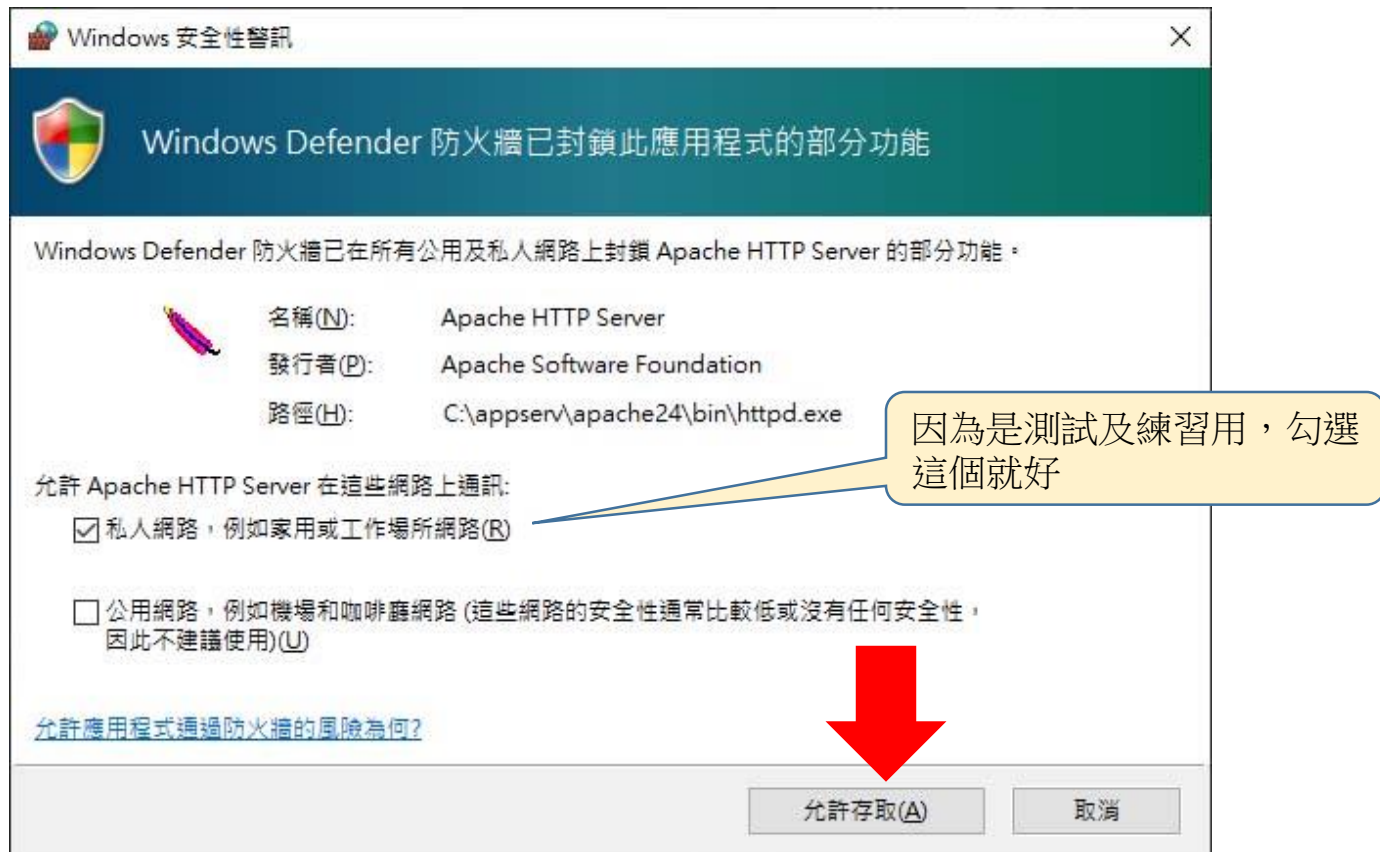 Windows 安全性警訊
Windows Defender 防火牆已封鎖此應用程式的部分功能
Windows Defender 防火牆已在所有公用及私人網路上封鎖 Apache HTTP Server 的部分功能。
名稱(N): Apache HTTP Server
發行者(P): Apache Software Foundation
路徑(H): C:\appserv\apache24\bin\httpd.exe
因為是測試及練習用，勾選
這個就好
允許 Apache HTTP Server 在這些網路上通訊:
私人網路，例如家用或工作場所網路(R)
公用網路，例如機場和咖啡廳網路 (這些網路的安全性通常比較低或沒有任何安全性，
因此不建議使用)(U)
允許應用程式通過防火牆的風險為何?
允許存取(A)
取消